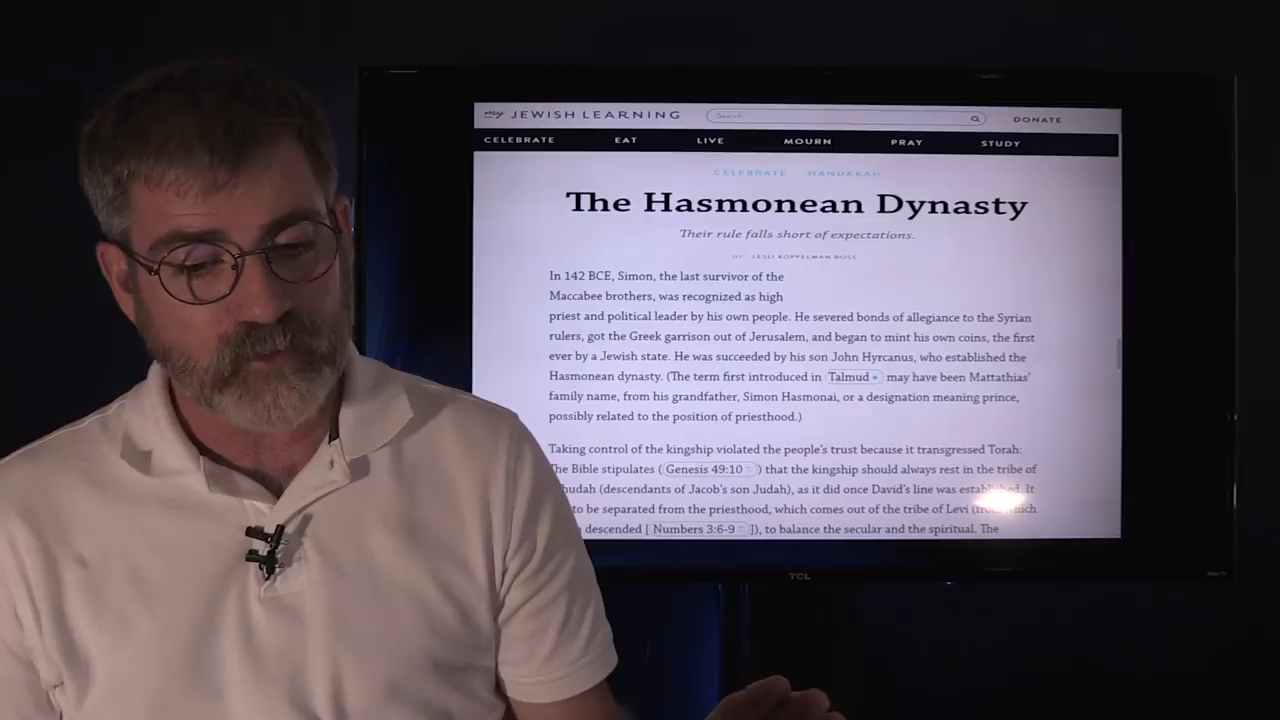 my JEWISH LEARNING
Search...
DONATE
CELEBRATE EAT LIVE MOURN PRAY STUDY
CELEBRATE HANUKKAH
The Hasmonean Dynasty
Their rule falls short of expectations.
BY LESLI KOPPELMAN ROSS
In 142 BCE, Simon, the last survivor of the
Maccabee brothers, was recognized as high
priest and political leader by his own people. He severed bonds of allegiance to the Syrian
rulers, got the Greek garrison out of Jerusalem, and began to mint his own coins, the first
ever by a Jewish state. He was succeeded by his son John Hyrcanus, who established the
Hasmonean dynasty. (The term first introduced in Talmud may have been Mattathias'
family name, from his grandfather, Simon Hasmonai, or a designation meaning prince,
possibly related to the position of priesthood.)
Taking control of the kingship violated the people's trust because it transgressed Torah:
The Bible stipulates (Genesis 49:10) that the kingship should always rest in the tribe of
hudah (descendants of Jacob's son Judah), as it did once David's line was established. It
to be separated from the priesthood, which comes out of the tribe of Levi (from which
descended [Numbers 3:6-9]), to balance the secular and the spiritual. The
TCL